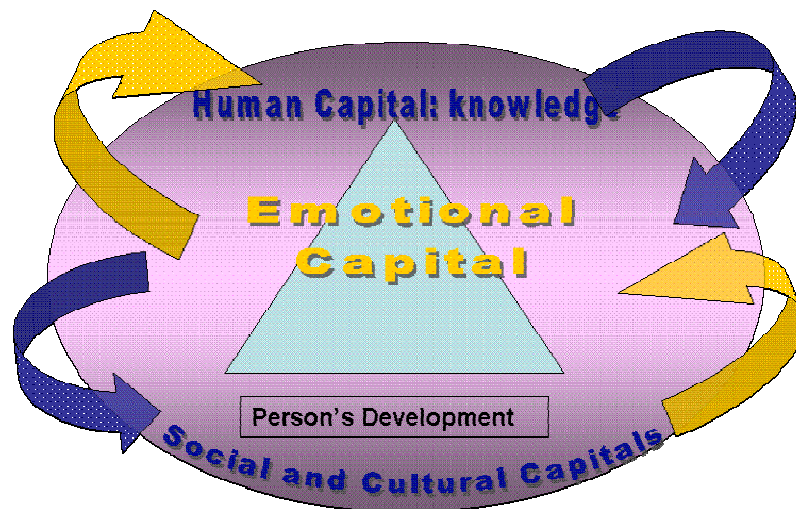 Human Capital: knowledge
Emotional
Capital
Person's Development
Social and Cultural Capitals